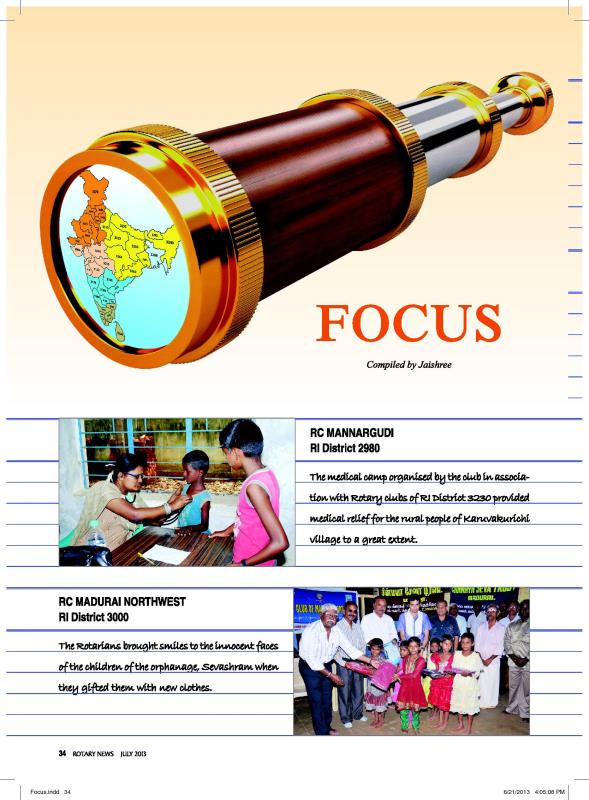 FOCUS
Compiled by Jaishree
RC MANNARGUDI
RI District 2980
The medical camp organised by the club in associa-
tion with Rotary clubs of RI District 3230 provided
medical relief for the rural people of Karuvakurichi
village to a great extent.
RC MADURAI NORTHWEST
RI District 3000
The Rotarians brought smiles to the innocent faces
of the children of the orphanage, Sevashram when
they gifted them with new clothes.
34 ROTARY NEWS JULY 2013
Focus.indd 34
6/21/2013 4:05:08 PM